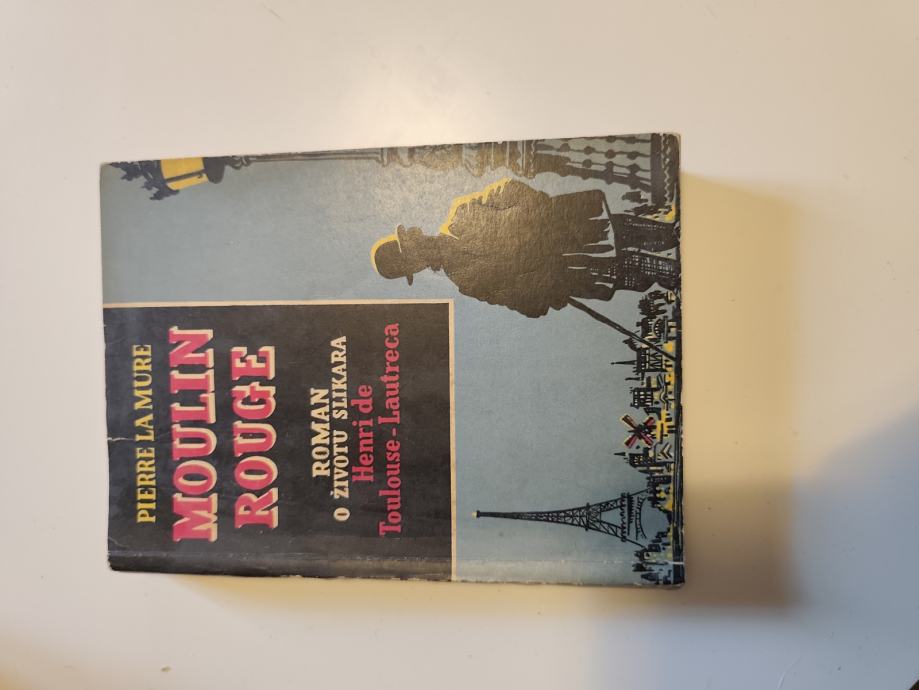 PIERRE LA MURE
MOULIN
ROUGE
ROMAN
O ŽIVOTU SLIKARA
Henri de
Toulouse-Lautreca